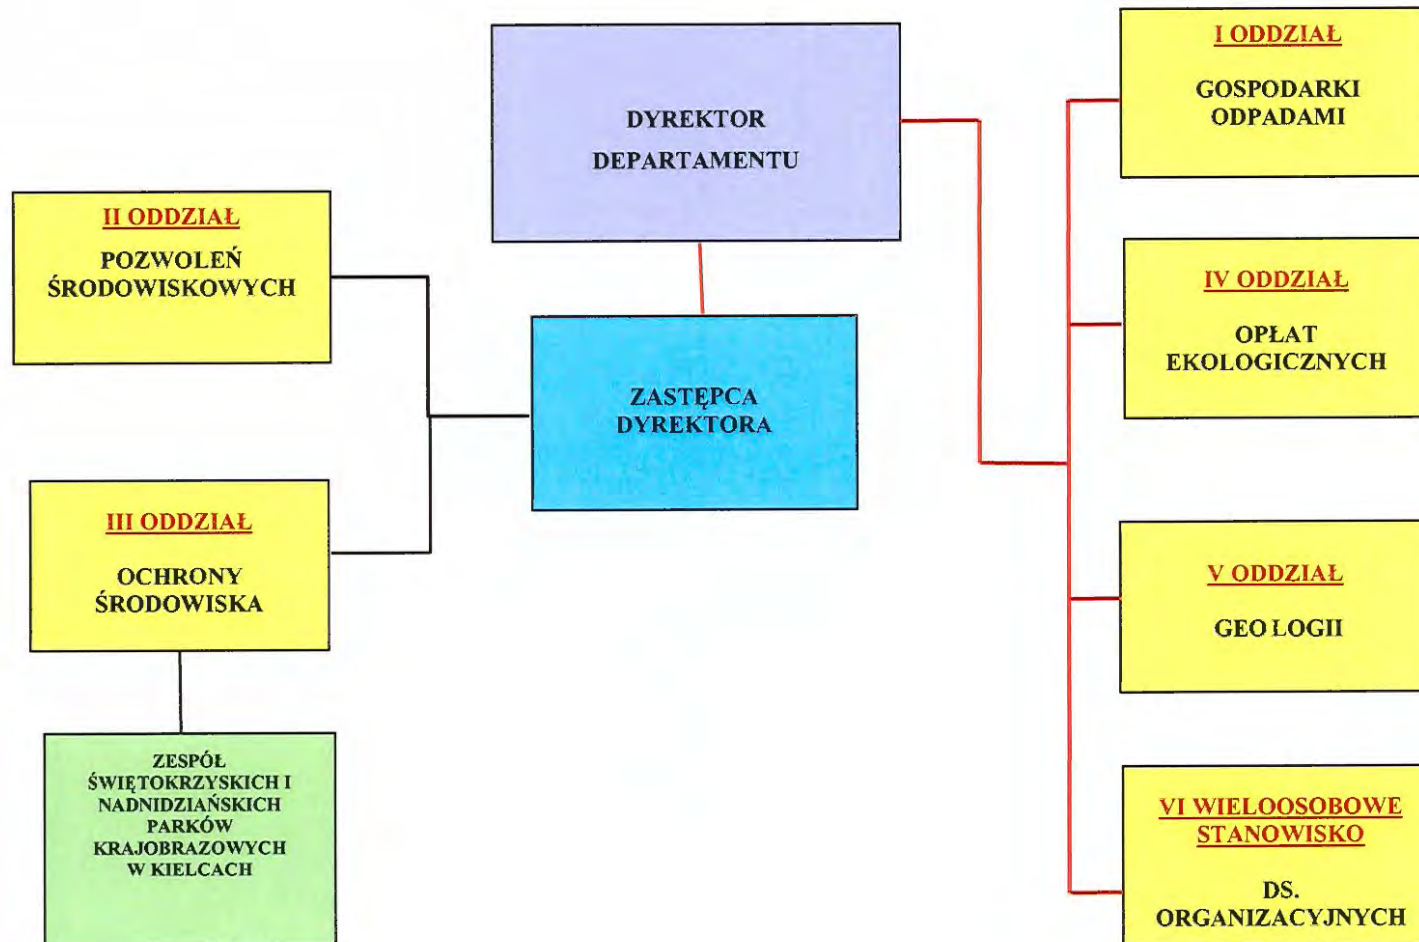 DYREKTOR
DEPARTAMENTU
ZASTĘPCA
DYREKTORA
II ODDZIAŁ
POZWOLEŃ
ŚRODOWISKOWYCH
III ODDZIAŁ
OCHRONY
ŚRODOWISKA
ZESPÓŁ
ŚWIĘTOKRZYSKICH I
NADNIDZIAŃSKICH
PARKÓW
KRAJOBRAZOWYCH
W KIELCACH
I ODDZIAŁ
GOSPODARKI
ODPADAMI
IV ODDZIAŁ
OPŁAT
EKOLOGICZNYCH
V ODDZIAŁ
GEO LOGII
VI WIELOOSOBOWE
STANOWISKO
DS.
ORGANIZACYJNYCH